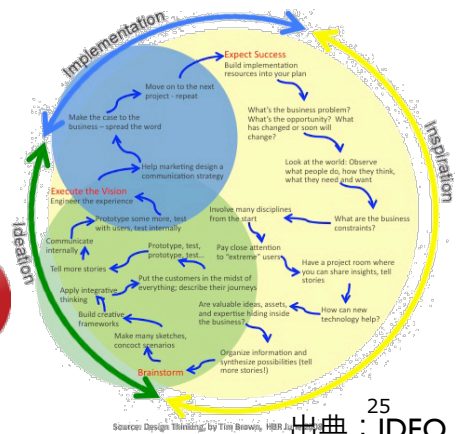 Implementation
Inspiration
Ideation
Expect Success
Build implementation
resources into your plan
Move on to the next
project - repeat
Make the case to the
business – spread the word
What's the business problem?
What's the opportunity? What
has changed or soon will
change?
Help marketing design a
communication strategy
Look at the world: Observe
what people do, how they think,
what they need and want
Execute the Vision
Engineer the experience
Involve many disciplines
from the start
Prototype some more, test
with users, test internally
What are the business
constraints?
Communicate
internally
Prototype, test,
prototype, test…
Pay close attention
to "extreme" users
Tell more stories
Have a project room where
you can share insights, tell
stories
Put the customers in the midst of
everything; describe their journeys
Apply integrative
thinking
Are valuable ideas, assets,
and expertise hiding inside
the business?
How can new
technology help?
Build creative
frameworks
Make many sketches,
concoct scenarios
Organize information and
synthesize possibilities (tell
more stories!)
Brainstorm
25
Source: Design Thinking, by Tim Brown, HBR
出典：IDEO